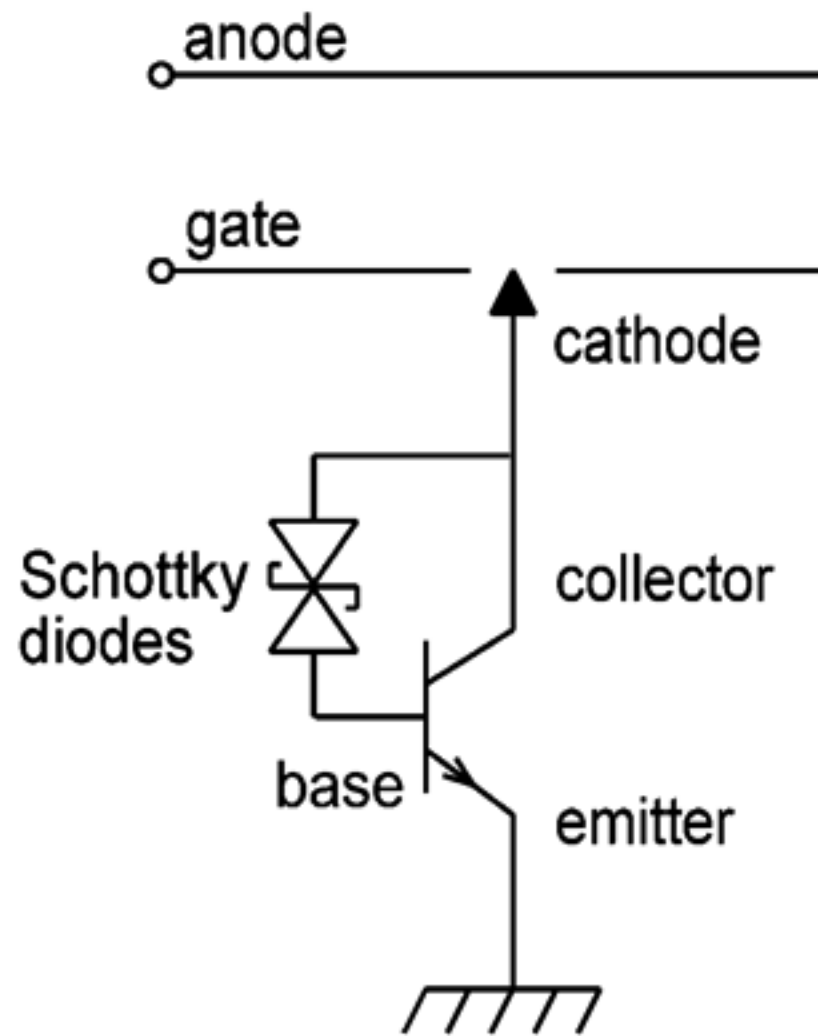 anode
gate
cathode
Schottky
diodes
collector
base
emitter